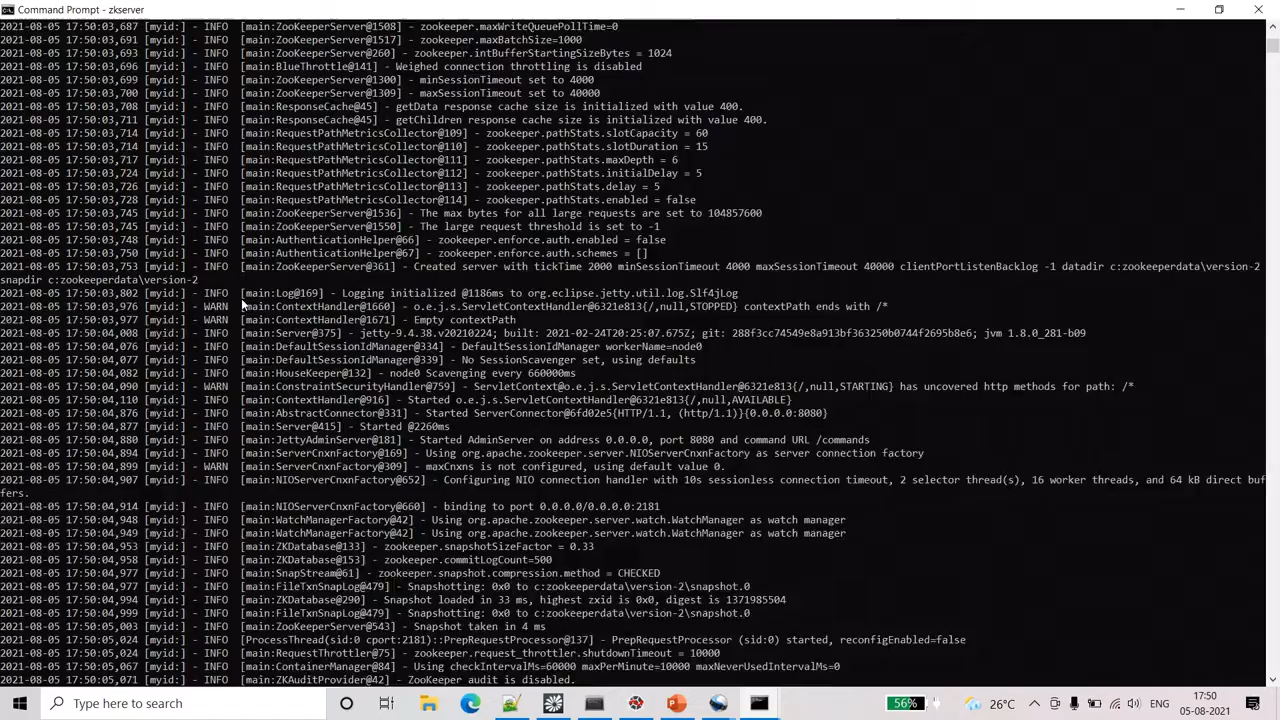 Command Prompt - zkserver
2021-08-05 17:50:03,687 [myid:] - INFO  [main:ZooKeeperServer@1508] - zookeeper.maxWriteQueuePollTime=0
2021-08-05 17:50:03,691 [myid:] - INFO  [main:ZooKeeperServer@1517] - zookeeper.maxBatchSize=1000
2021-08-05 17:50:03,693 [myid:] - INFO  [main:ZooKeeperServer@260] - zookeeper.intBufferStartingSizeBytes = 1024
2021-08-05 17:50:03,696 [myid:] - INFO  [main:BlueThrottle@141] - Weighed connection throttling is disabled
2021-08-05 17:50:03,699 [myid:] - INFO  [main:ZooKeeperServer@1300] - minSessionTimeout set to 4000
2021-08-05 17:50:03,700 [myid:] - INFO  [main:ZooKeeperServer@1309] - maxSessionTimeout set to 40000
2021-08-05 17:50:03,708 [myid:] - INFO  [main:ResponseCache@45] - getData response cache size is initialized with value 400.
2021-08-05 17:50:03,711 [myid:] - INFO  [main:ResponseCache@45] - getChildren response cache size is initialized with value 400.
2021-08-05 17:50:03,714 [myid:] - INFO  [main:RequestPathMetricsCollector@109] - zookeeper.pathStats.slotCapacity = 60
2021-08-05 17:50:03,714 [myid:] - INFO  [main:RequestPathMetricsCollector@110] - zookeeper.pathStats.slotDuration = 15
2021-08-05 17:50:03,717 [myid:] - INFO  [main:RequestPathMetricsCollector@111] - zookeeper.pathStats.maxDepth = 6
2021-08-05 17:50:03,724 [myid:] - INFO  [main:RequestPathMetricsCollector@112] - zookeeper.pathStats.initialDelay = 5
2021-08-05 17:50:03,726 [myid:] - INFO  [main:RequestPathMetricsCollector@113] - zookeeper.pathStats.delay = 5
2021-08-05 17:50:03,728 [myid:] - INFO  [main:RequestPathMetricsCollector@114] - zookeeper.pathStats.enabled = false
2021-08-05 17:50:03,745 [myid:] - INFO  [main:ZooKeeperServer@1536] - The max bytes for all large requests are set to 104857600
2021-08-05 17:50:03,745 [myid:] - INFO  [main:ZooKeeperServer@1550] - The large request threshold is set to -1
2021-08-05 17:50:03,748 [myid:] - INFO  [main:AuthenticationHelper@66] - zookeeper.enforce.auth.enabled = false
2021-08-05 17:50:03,750 [myid:] - INFO  [main:AuthenticationHelper@67] - zookeeper.enforce.auth.schemes = []
2021-08-05 17:50:03,753 [myid:] - INFO  [main:ZooKeeperServer@361] - Created server with tickTime 2000 minSessionTimeout 4000 maxSessionTimeout 40000 clientPortListenBacklog -1 datadir c:zookeeperdata\version-2
snapdir c:zookeeperdata\version-2
2021-08-05 17:50:03,802 [myid:] - INFO  [main:Log@169] - Logging initialized @1186ms to org.eclipse.jetty.util.log.Slf4jLog
2021-08-05 17:50:03,976 [myid:] - WARN  [main:ContextHandler@1660] - o.e.j.s.ServletContextHandler@6321e813{/,null,STOPPED} contextPath ends with /*
2021-08-05 17:50:03,977 [myid:] - WARN  [main:ContextHandler@1671] - Empty contextPath
2021-08-05 17:50:04,008 [myid:] - INFO  [main:Server@375] - jetty-9.4.38.v20210224; built: 2021-02-24T20:25:07.675Z; git: 288f3cc74549e8a913bf363250b0744f2695b8e6; jvm 1.8.0_281-b09
2021-08-05 17:50:04,076 [myid:] - INFO  [main:DefaultSessionIdManager@334] - DefaultSessionIdManager workerName=node0
2021-08-05 17:50:04,077 [myid:] - INFO  [main:DefaultSessionIdManager@339] - No SessionScavenger set, using defaults
2021-08-05 17:50:04,082 [myid:] - INFO  [main:HouseKeeper@132] - node0 Scavenging every 660000ms
2021-08-05 17:50:04,090 [myid:] - WARN  [main:ConstraintSecurityHandler@759] - ServletContext@o.e.j.s.ServletContextHandler@6321e813{/,null,STARTING} has uncovered http methods for path: /*
2021-08-05 17:50:04,110 [myid:] - INFO  [main:ContextHandler@916] - Started o.e.j.s.ServletContextHandler@6321e813{/,null,AVAILABLE}
2021-08-05 17:50:04,876 [myid:] - INFO  [main:AbstractConnector@331] - Started ServerConnector@6fd02e5{HTTP/1.1, (http/1.1)}{0.0.0.0:8080}
2021-08-05 17:50:04,877 [myid:] - INFO  [main:Server@415] - Started @2260ms
2021-08-05 17:50:04,880 [myid:] - INFO  [main:JettyAdminServer@181] - Started AdminServer on address 0.0.0.0, port 8080 and command URL /commands
2021-08-05 17:50:04,894 [myid:] - INFO  [main:ServerCnxnFactory@169] - Using org.apache.zookeeper.server.NIOServerCnxnFactory as server connection factory
2021-08-05 17:50:04,899 [myid:] - WARN  [main:ServerCnxnFactory@309] - maxCnxns is not configured, using default value 0.
2021-08-05 17:50:04,907 [myid:] - INFO  [main:NIOServerCnxnFactory@652] - Configuring NIO connection handler with 10s sessionless connection timeout, 2 selector thread(s), 16 worker threads, and 64 kB direct buf
fers.
2021-08-05 17:50:04,914 [myid:] - INFO  [main:NIOServerCnxnFactory@660] - binding to port 0.0.0.0/0.0.0.0:2181
2021-08-05 17:50:04,948 [myid:] - INFO  [main:WatchManagerFactory@42] - Using org.apache.zookeeper.server.watch.WatchManager as watch manager
2021-08-05 17:50:04,949 [myid:] - INFO  [main:WatchManagerFactory@42] - Using org.apache.zookeeper.server.watch.WatchManager as watch manager
2021-08-05 17:50:04,953 [myid:] - INFO  [main:ZKDatabase@133] - zookeeper.snapshotSizeFactor = 0.33
2021-08-05 17:50:04,958 [myid:] - INFO  [main:ZKDatabase@153] - zookeeper.commitLogCount=500
2021-08-05 17:50:04,977 [myid:] - INFO  [main:SnapStream@61] - zookeeper.snapshot.compression.method = CHECKED
2021-08-05 17:50:04,977 [myid:] - INFO  [main:FileTxnSnapLog@479] - Snapshotting: 0x0 to c:zookeeperdata\version-2\snapshot.0
2021-08-05 17:50:04,994 [myid:] - INFO  [main:ZKDatabase@290] - Snapshot loaded in 33 ms, highest zxid is 0x0, digest is 1371985504
2021-08-05 17:50:04,999 [myid:] - INFO  [main:FileTxnSnapLog@479] - Snapshotting: 0x0 to c:zookeeperdata\version-2\snapshot.0
2021-08-05 17:50:05,003 [myid:] - INFO  [main:ZooKeeperServer@543] - Snapshot taken in 4 ms
2021-08-05 17:50:05,024 [myid:] - INFO  [ProcessThread(sid:0 cport:2181)::PrepRequestProcessor@137] - PrepRequestProcessor (sid:0) started, reconfigEnabled=false
2021-08-05 17:50:05,024 [myid:] - INFO  [main:RequestThrottler@75] - zookeeper.request_throttler.shutdownTimeout = 10000
2021-08-05 17:50:05,067 [myid:] - INFO  [main:ContainerManager@84] - Using checkIntervalMs=60000 maxPerMinute=10000 maxNeverUsedIntervalMs=0
2021-08-05 17:50:05,071 [myid:] - INFO  [main:ZKAuditProvider@42] - ZooKeeper audit is disabled.
Type here to search
56%
26°C
ENG
17:50
05-08-2021